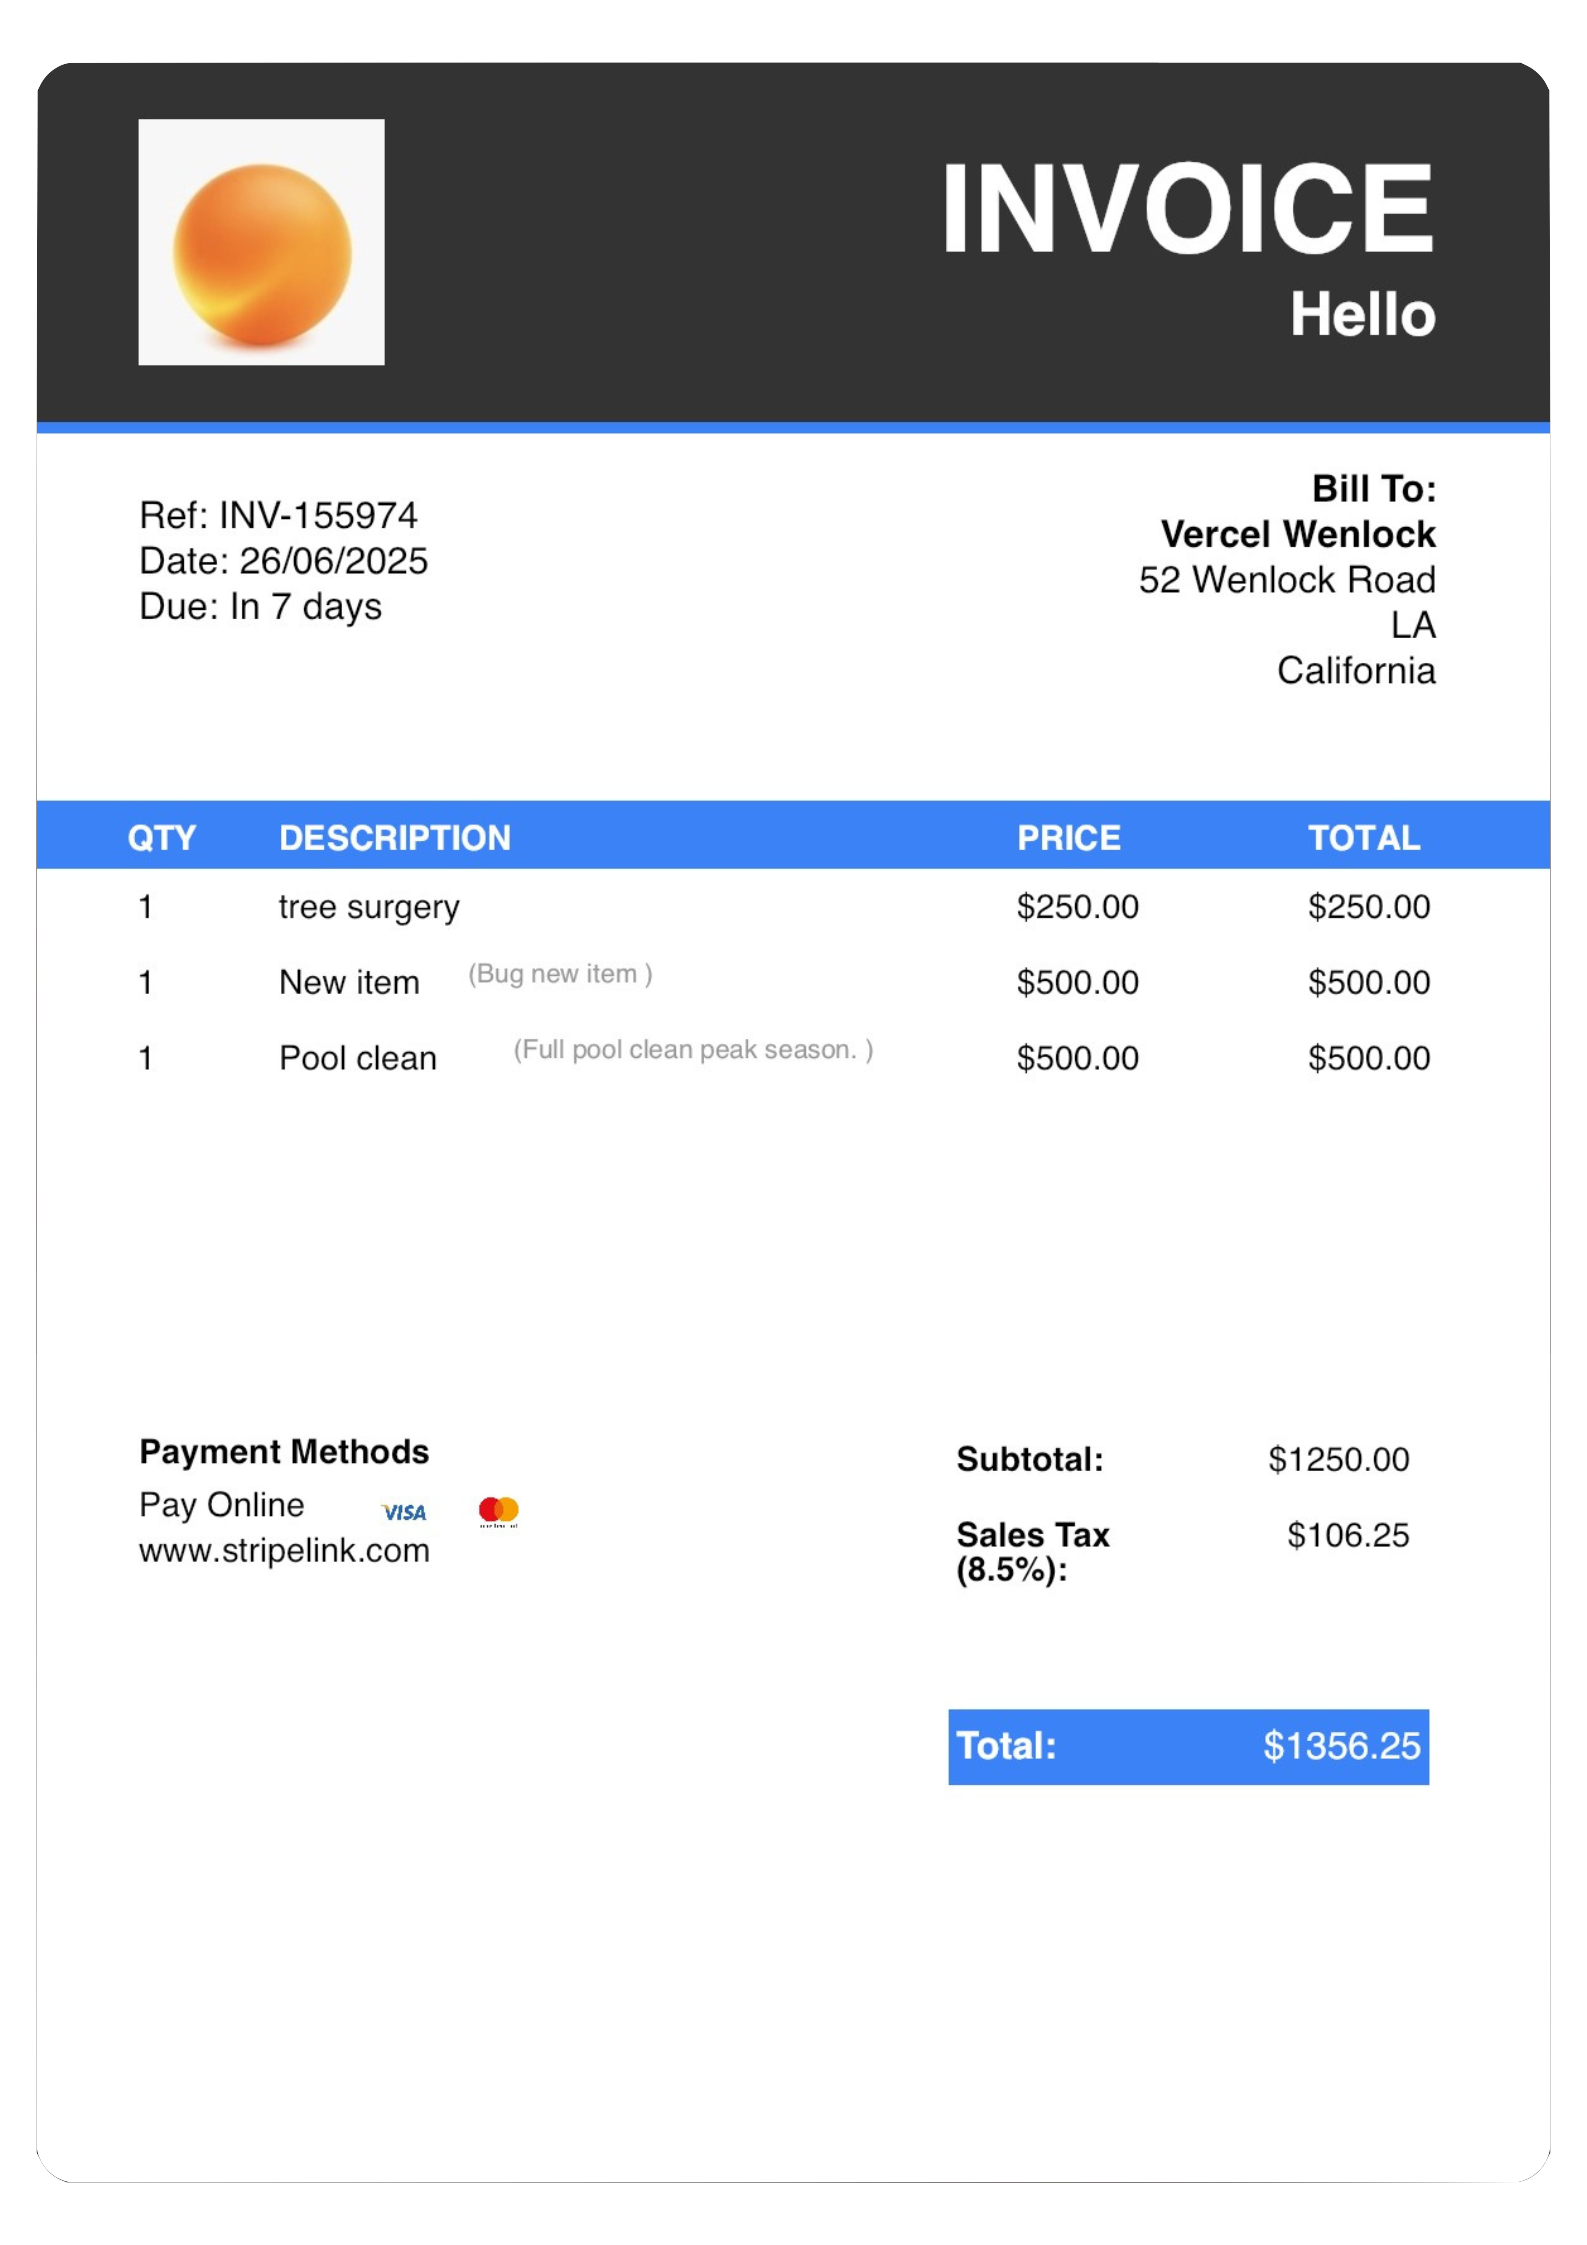 INVOICE
Hello
Ref: INV-155974
Date: 26/06/2025
Due: In 7 days
Bill To:
Vercel Wenlock
52 Wenlock Road
LA
California
QTY DESCRIPTION PRICE TOTAL
1 tree surgery $250.00 $250.00
1 New item (Bug new item ) $500.00 $500.00
1 Pool clean (Full pool clean peak season. ) $500.00 $500.00
Payment Methods
Pay Online VISA
www.stripelink.com
Subtotal: $1250.00
Sales Tax $106.25
(8.5%):
Total: $1356.25